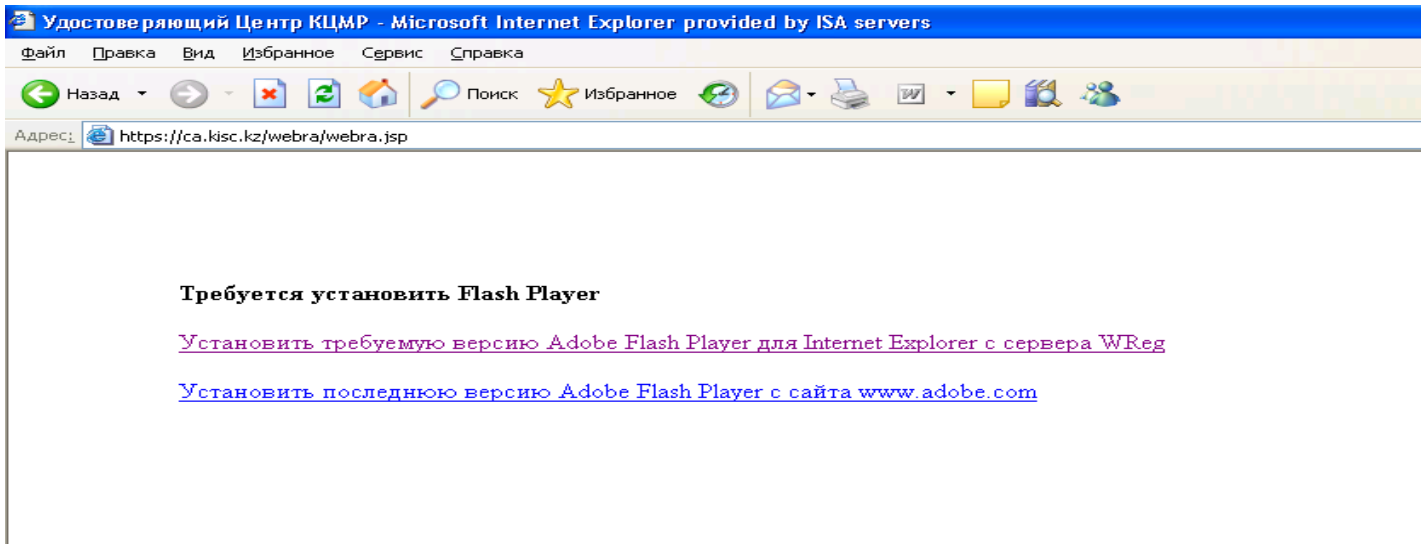 Удостоверяющий Центр КЦМР - Microsoft Internet Explorer provided by ISA servers
Файл Правка Вид Избранное Сервис Справка
Назад Поиск Избранное
Адрес: https://ca.kisc.kz/webra/webra.jsp
Требуется установить Flash Player
Установить требуемую версию Adobe Flash Player для Internet Explorer с сервера WReg
Установить последнюю версию Adobe Flash Player с сайта www.adobe.com